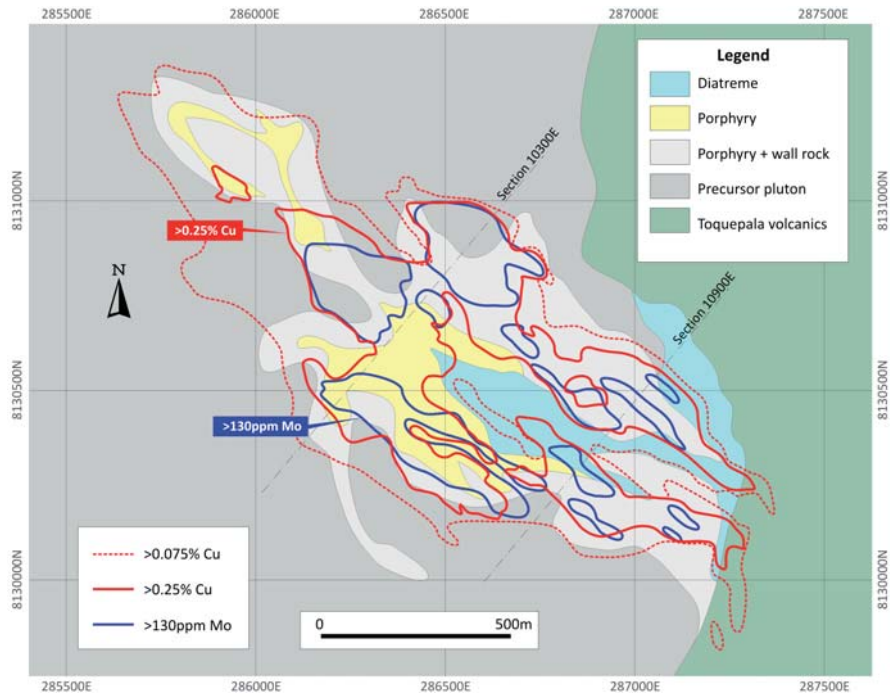 285500E
286000E
286500E
287000E
287500E
Legend
Diatreme
Porphyry
Porphyry + wall rock
Precursor pluton
Toquepala volcanics
Section 10300E
8131000N
8131000N
>0.25% Cu
N
Section 10900E
8130500N
8130500N
>130ppm Mo
>0.075% Cu
>0.25% Cu
>130ppm Mo
8130000N
8130000N
0
500m
285500E
286000E
286500E
287000E
287500E